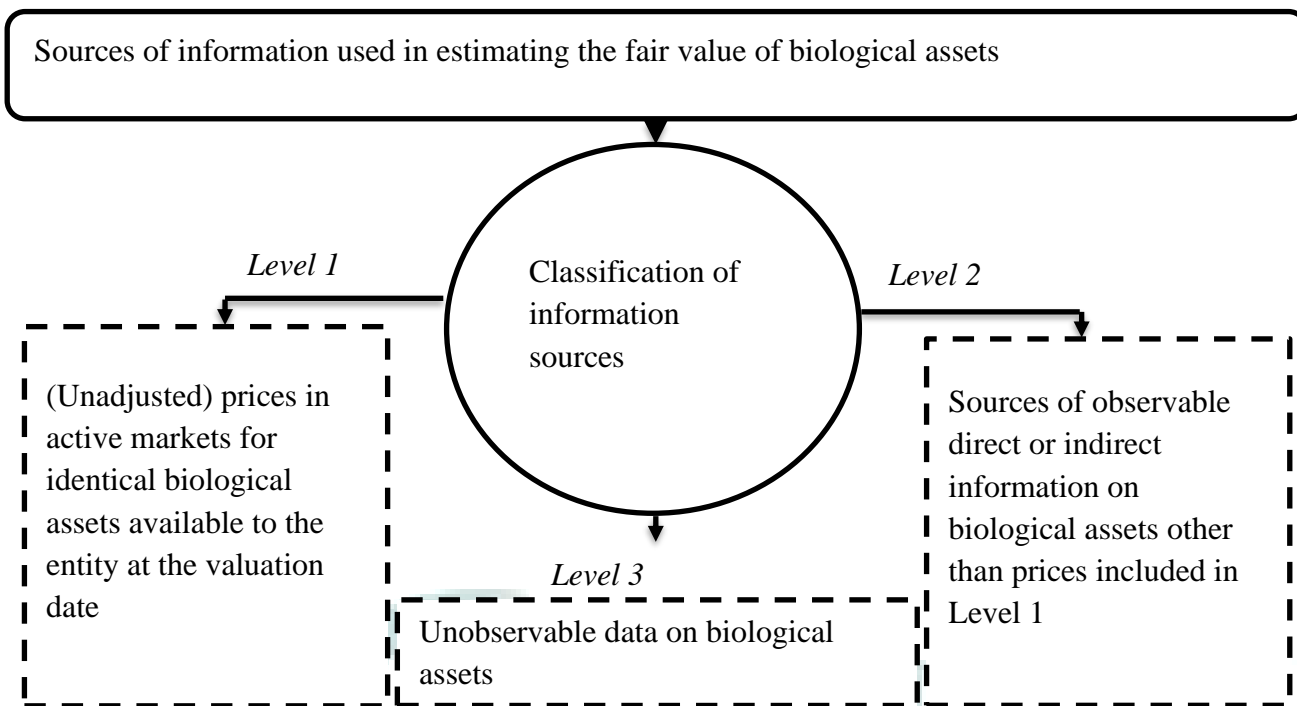 Sources of information used in estimating the fair value of biological assets
Level 1
Classification of
information
sources
Level 2
(Unadjusted) prices in
active markets for
identical biological
assets available to the
entity at the valuation
date
Sources of observable
direct or indirect
information on
biological assets other
than prices included in
Level 1
Level 3
Unobservable data on biological
assets